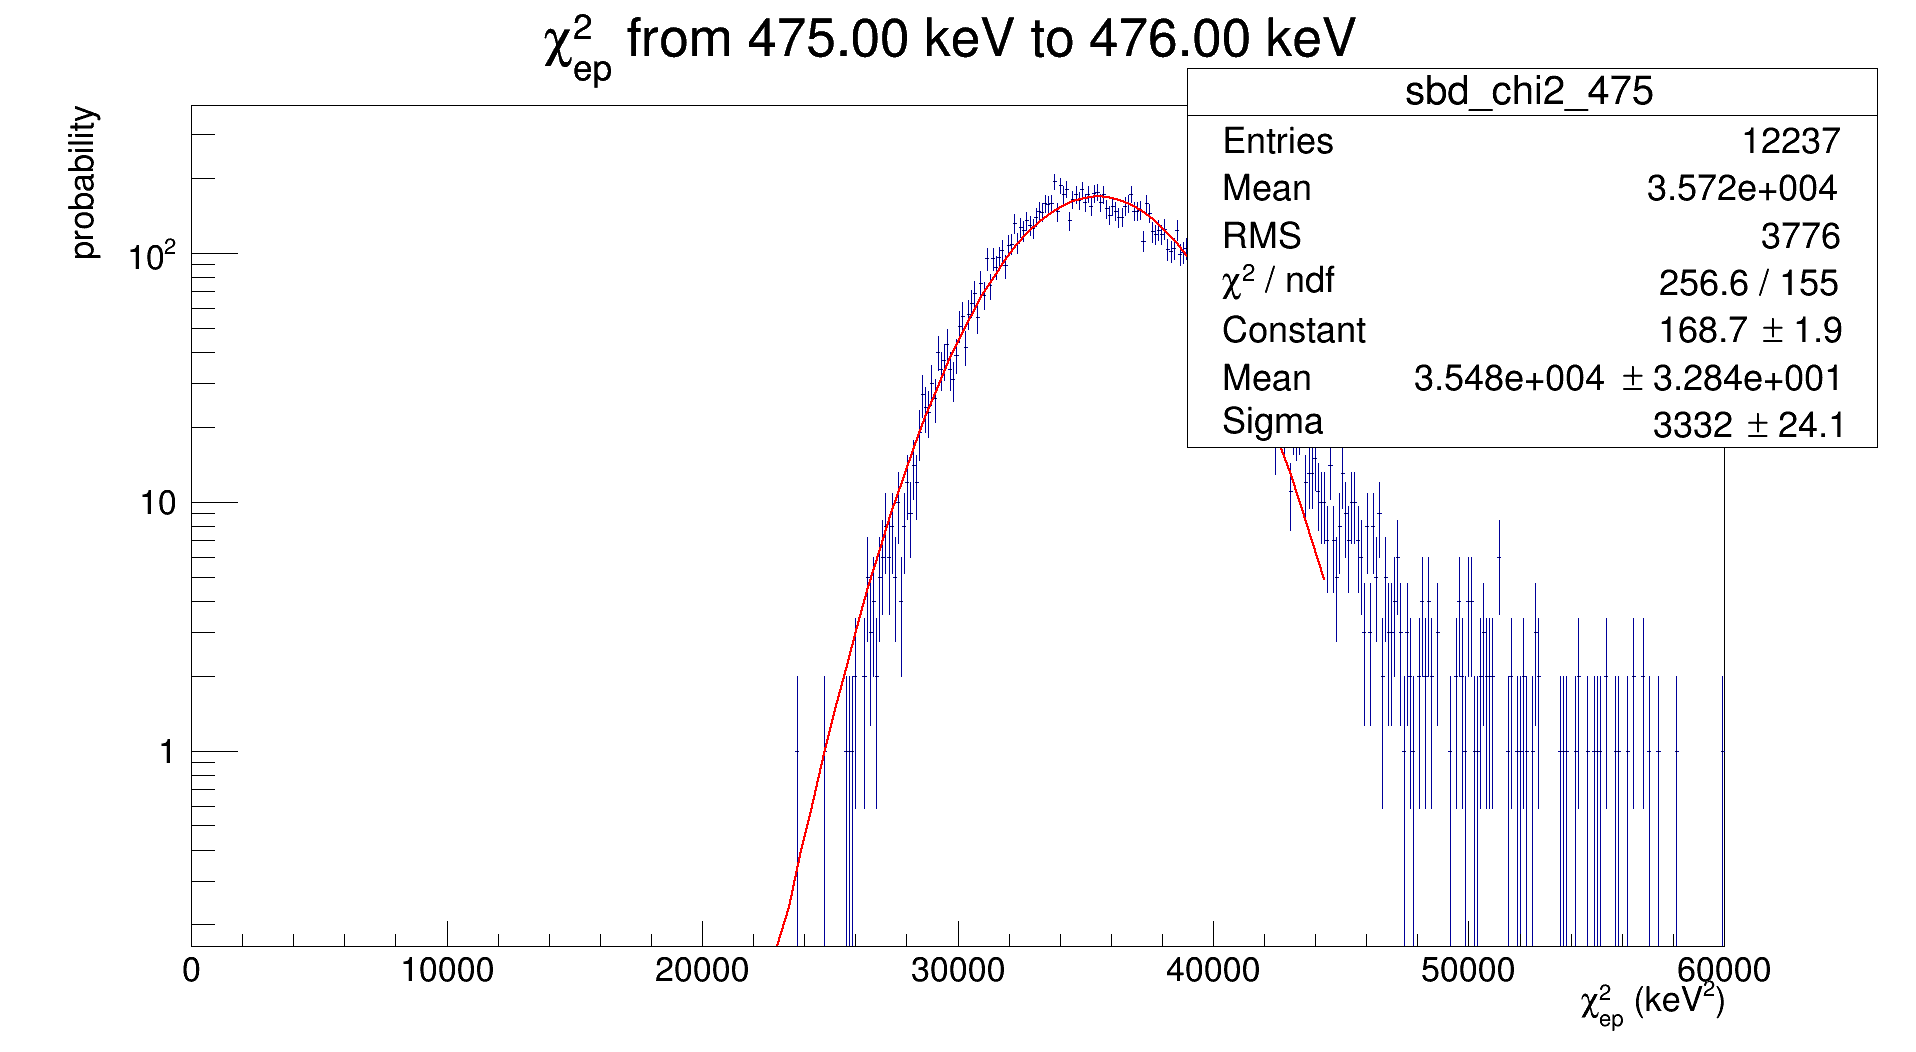 χ²ep from 475.00 keV to 476.00 keV
sbd_chi2_475
Entries 12237
Mean 3.572e+004
RMS 3776
χ² / ndf 256.6 / 155
Constant 168.7 ± 1.9
Mean 3.548e+004 ± 3.284e+001
Sigma 3332 ± 24.1
probability
10²
10
1
0 10000 20000 30000 40000 50000 60000
χ²ep (keV²)